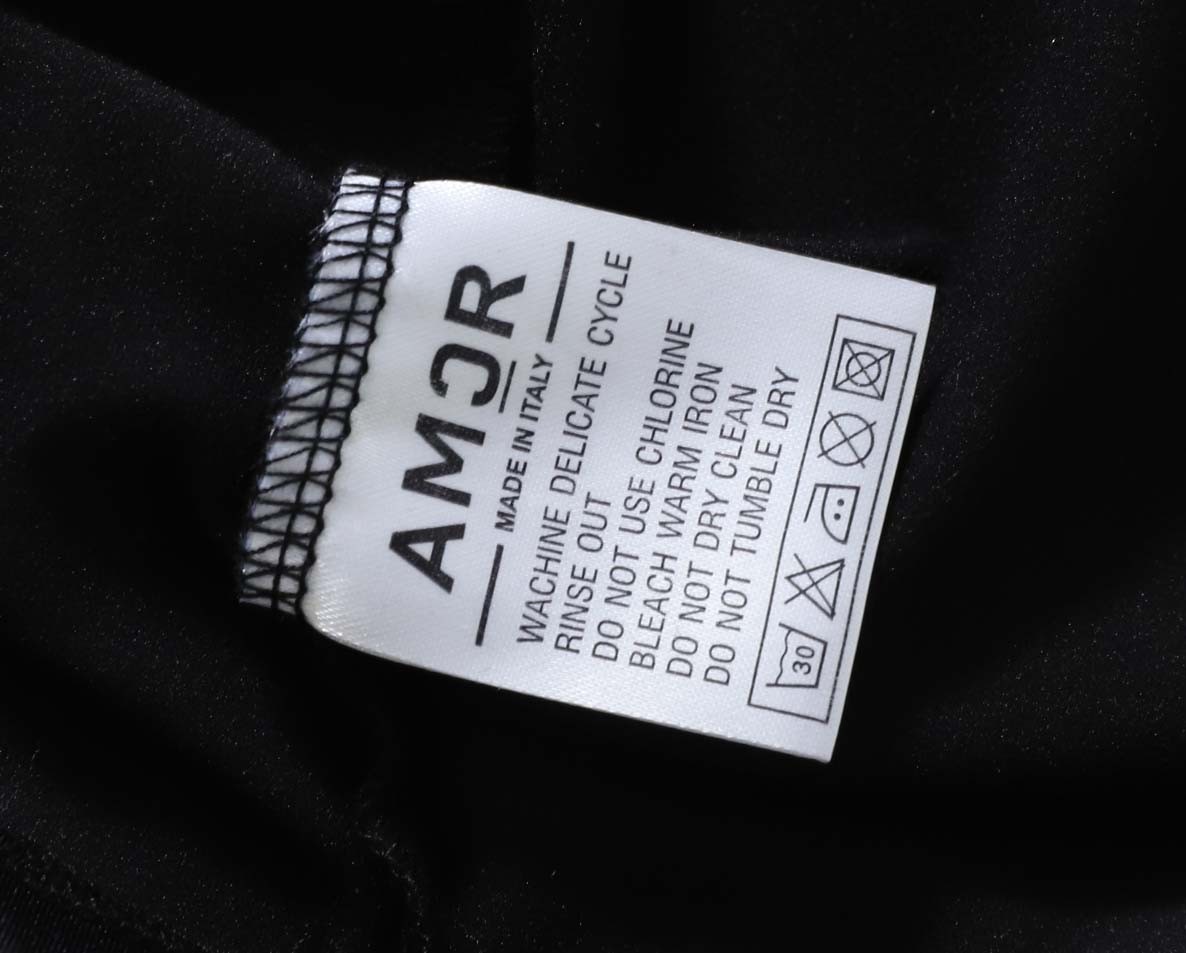 AMOR
MADE IN ITALY
WACHINE DELICATE CYCLE
RINSE OUT
DO NOT USE CHLORINE
BLEACH WARM IRON
DO NOT DRY CLEAN
DO NOT TUMBLE DRY
30